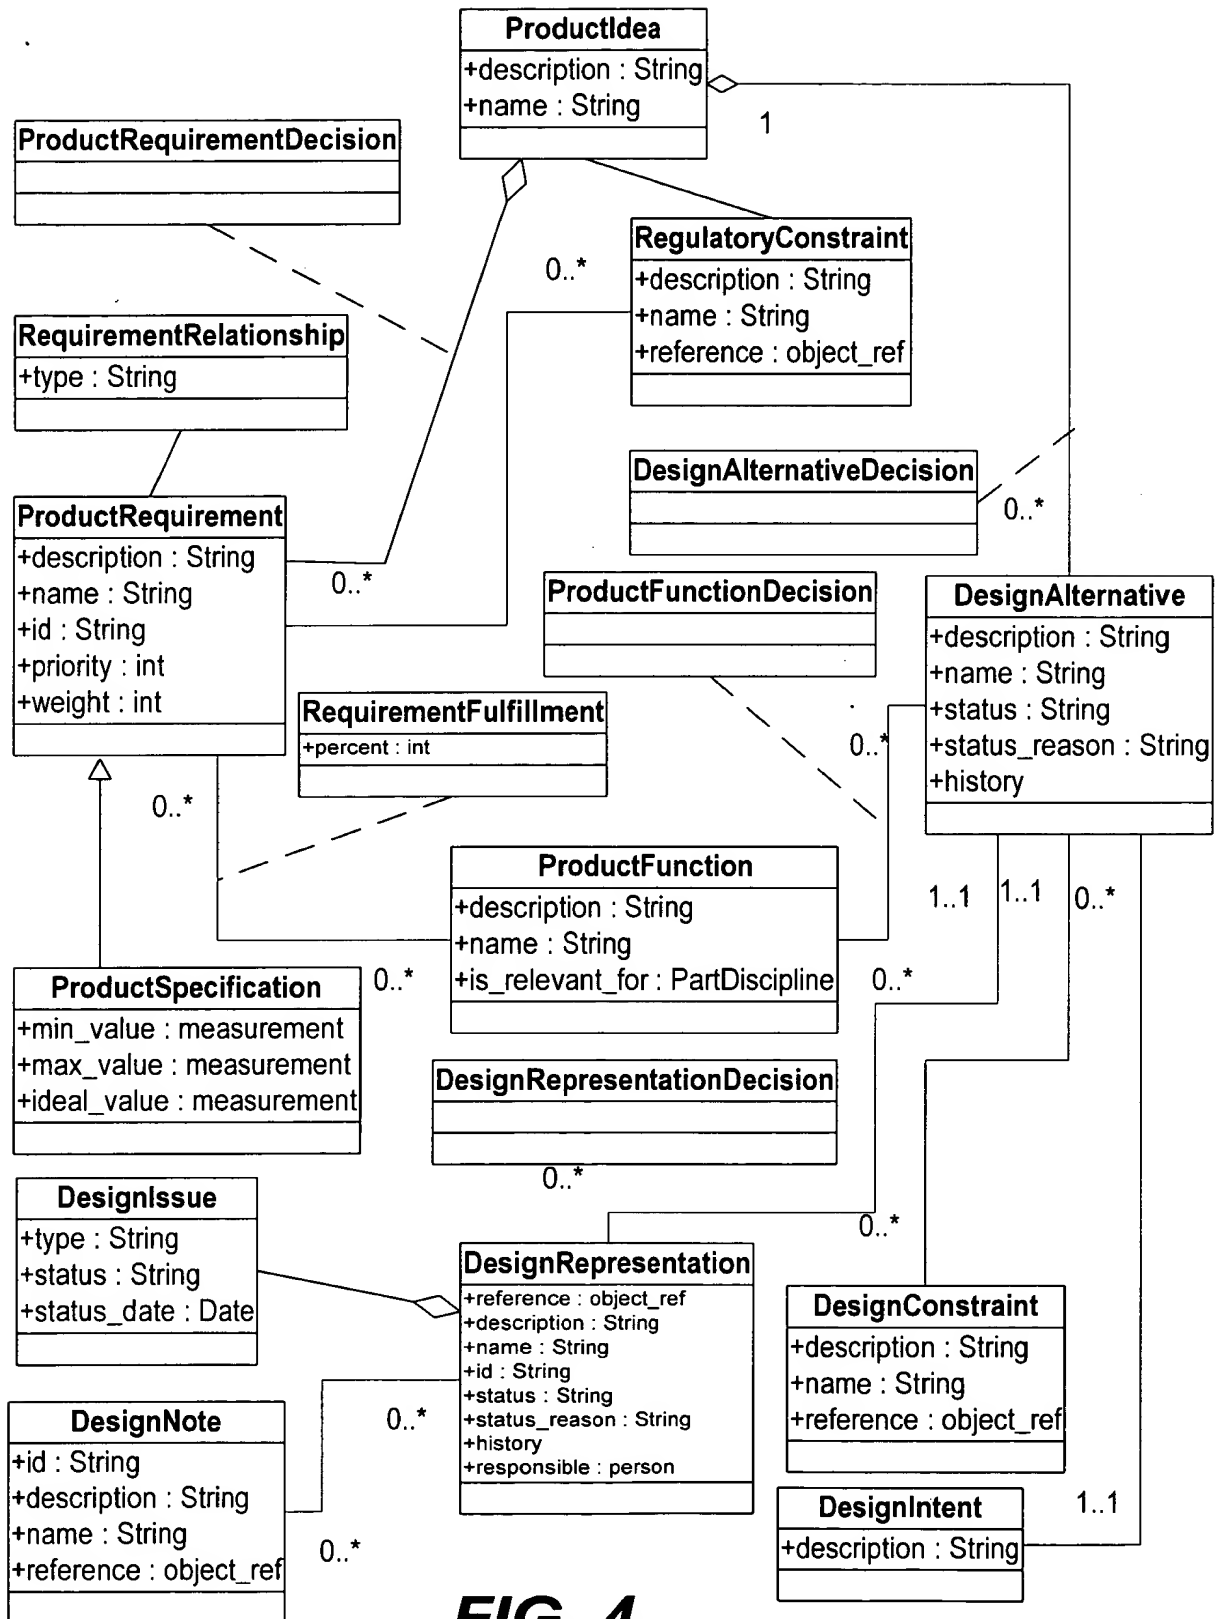 ProductIdea
+description : String
+name : String
1
ProductRequirementDecision
RegulatoryConstraint
+description : String
+name : String
+reference : object_ref
0..*
RequirementRelationship
+type : String
DesignAlternativeDecision
0..*
ProductRequirement
+description : String
+name : String
+id : String
+priority : int
+weight : int
0..*
ProductFunctionDecision
DesignAlternative
+description : String
+name : String
+status : String
+status_reason : String
+history
RequirementFulfillment
+percent : int
0..*
0..*
ProductFunction
+description : String
+name : String
+is_relevant_for : PartDiscipline
1..1
1..1
0..*
0..*
0..*
ProductSpecification
+min_value : measurement
+max_value : measurement
+ideal_value : measurement
DesignRepresentationDecision
0..*
DesignIssue
+type : String
+status : String
+status_date : Date
0..*
DesignRepresentation
+reference : object_ref
+description : String
+name : String
+id : String
+status : String
+status_reason : String
+history
+responsible : person
DesignConstraint
+description : String
+name : String
+reference : object_ref
0..*
DesignNote
+id : String
+description : String
+name : String
+reference : object_ref
0..*
DesignIntent
+description : String
1..1
FIG. 4